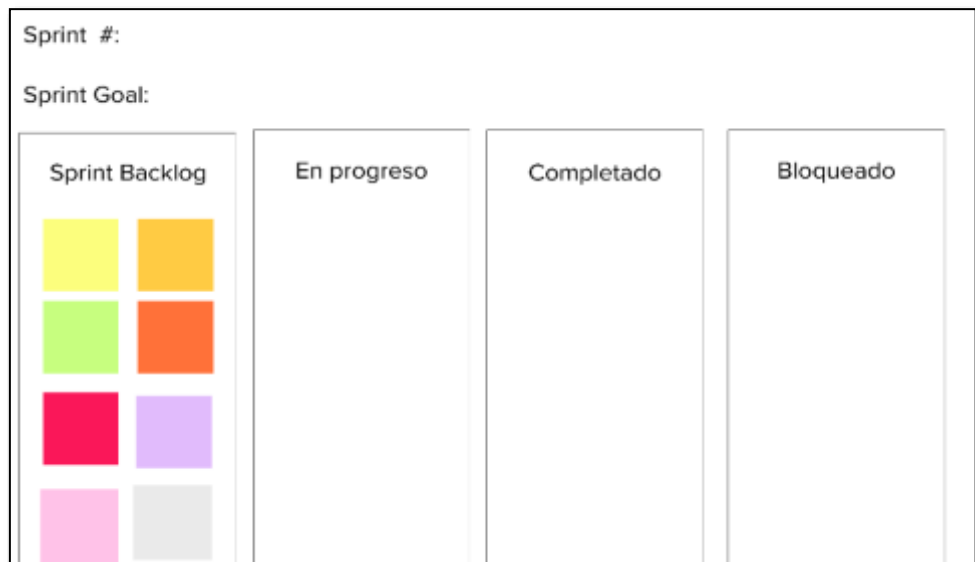 Sprint #:
Sprint Goal:
Sprint Backlog
En progreso
Completado
Bloqueado